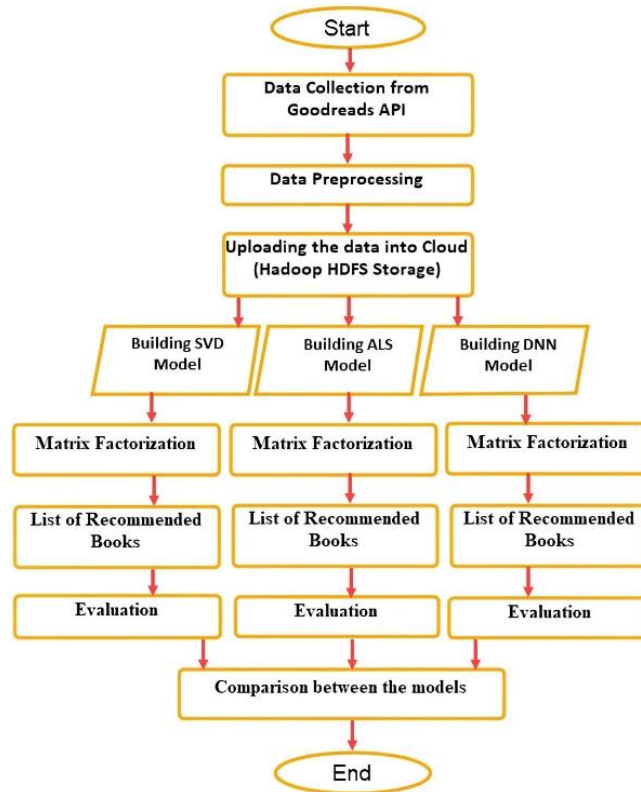 Start
Data Collection from
Goodreads API
Data Preprocessing
Uploading the data into Cloud
(Hadoop HDFS Storage)
Building SVD
Model
Building ALS
Model
Building DNN
Model
Matrix Factorization
Matrix Factorization
Matrix Factorization
List of Recommended
Books
List of Recommended
Books
List of Recommended
Books
Evaluation
Evaluation
Evaluation
Comparison between the models
End